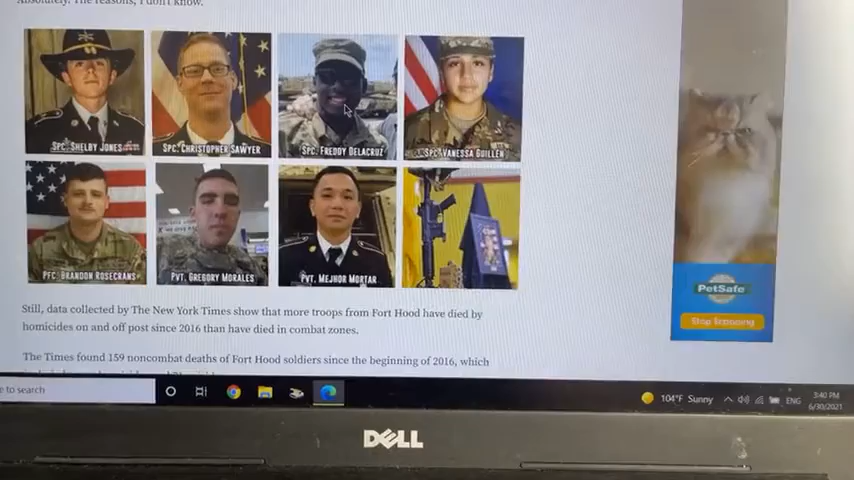 Absolutely. The reasons, I don't know.
SPC. SHELBY JONES
SPC. CHRISTOPHER SAWYER
SPC. FREDDY DELACRUZ
SPC. VANESSA GUILLEN
PFC. BRANDON ROSECRANS
PVT. GREGORY MORALES
PVT. MEJHOR MORTAR
Still, data collected by The New York Times show that more troops from Fort Hood have died by
homicides on and off post since 2016 than have died in combat zones.
The Times found 159 noncombat deaths of Fort Hood soldiers since the beginning of 2016, which
PetSafe
Stop Scooping
e to search
104°F Sunny
ENG
3:40 PM
6/30/2021
DELL